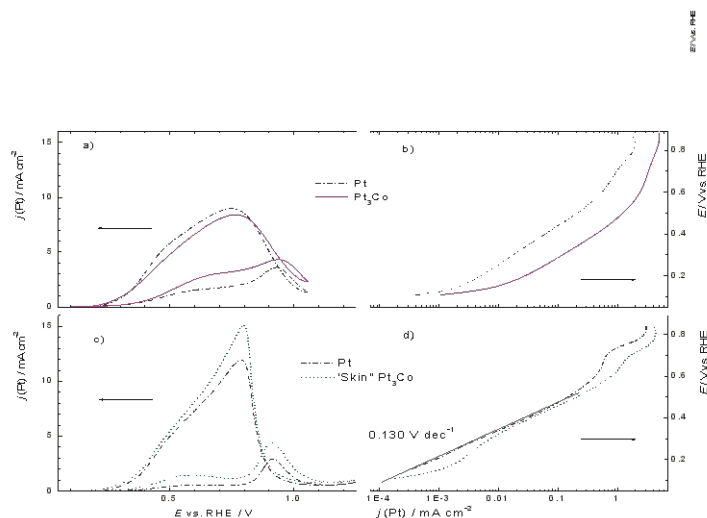 E/V vs. RHE
a)
b)
15
10
5
0
j (Pt) / mA cm⁻²
Pt
Pt₃Co
0.8
0.6
0.4
0.2
E/ V vs. RHE
c)
d)
15
10
5
0
j (Pt) / mA cm⁻²
Pt
"Skin" Pt₃Co
0.130 V dec⁻¹
0.8
0.6
0.4
0.2
E/ V vs. RHE
0.5 1.0
E vs. RHE / V
1E-4 1E-3 0.01 0.1 1
j (Pt) / mA cm⁻²